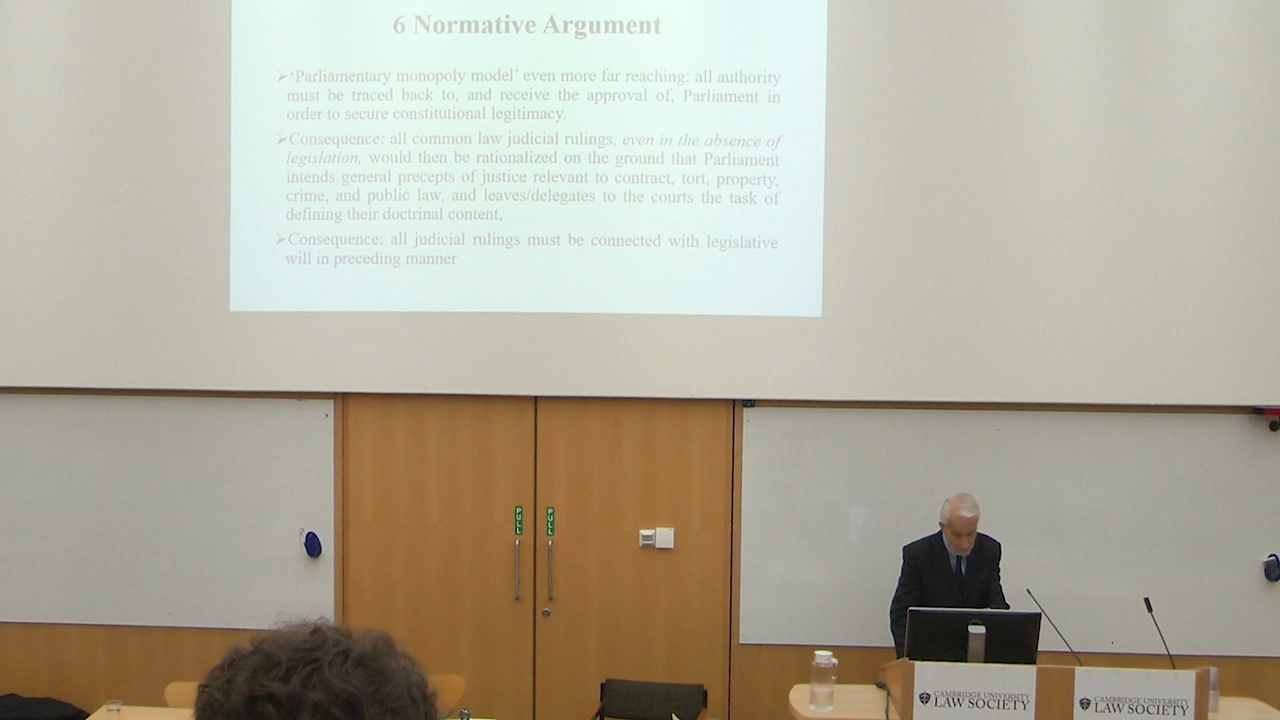 6 Normative Argument
➢'Parliamentary monopoly model' even more far reaching: all authority
must be traced back to, and receive the approval of, Parliament in
order to secure constitutional legitimacy.
➢Consequence: all common law judicial rulings, even in the absence of
legislation, would then be rationalized on the ground that Parliament
intends general precepts of justice relevant to contract, tort, property,
crime, and public law, and leaves/delegates to the courts the task of
defining their doctrinal content,
➢Consequence: all judicial rulings must be connected with legislative
will in preceding manner
PULL PULL
CAMBRIDGE UNIVERSITY
LAW SOCIETY
CAMBRIDGE UNIVERSITY
LAW SOCIETY